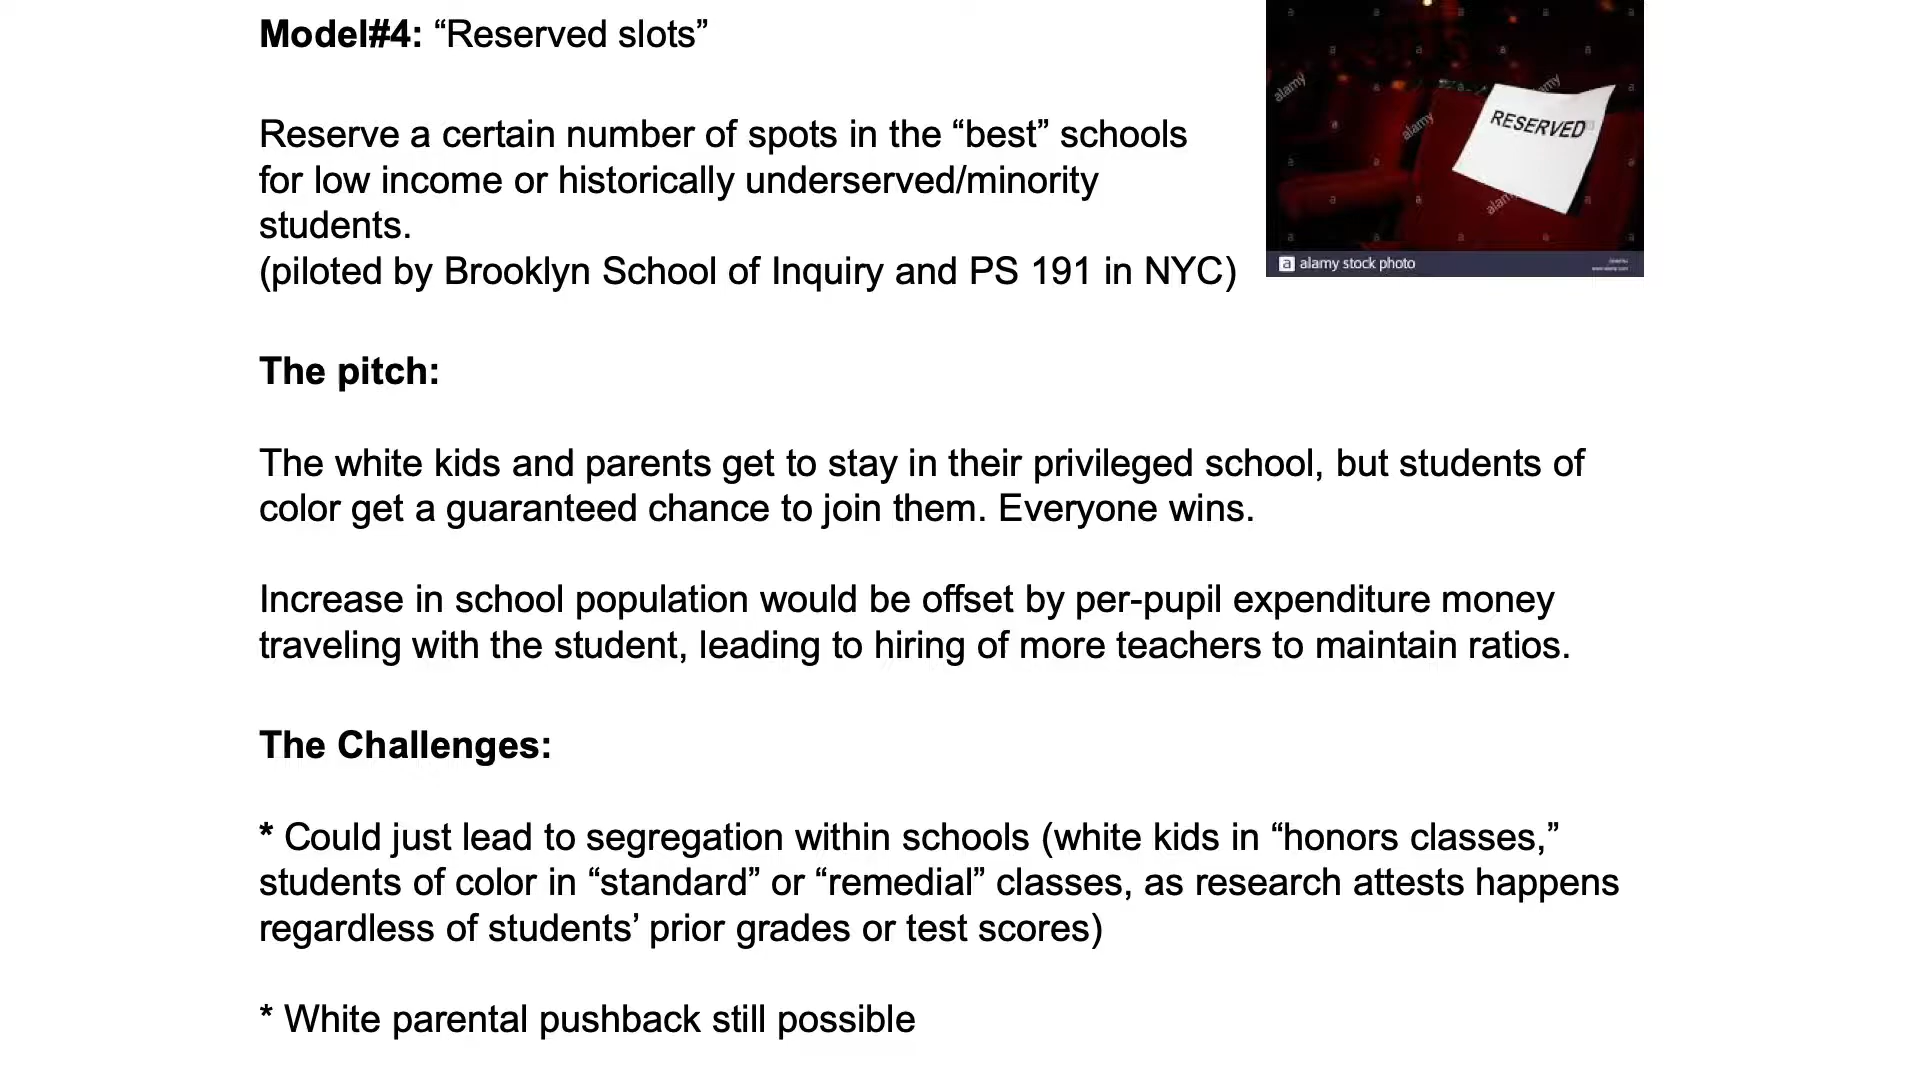 Model#4: “Reserved slots”
Reserve a certain number of spots in the “best” schools
for low income or historically underserved/minority
students.
(piloted by Brooklyn School of Inquiry and PS 191 in NYC)
RESERVED
alamy
alamy
alamy
alamy
a alamy stock photo
The pitch:
The white kids and parents get to stay in their privileged school, but students of
color get a guaranteed chance to join them. Everyone wins.
Increase in school population would be offset by per-pupil expenditure money
traveling with the student, leading to hiring of more teachers to maintain ratios.
The Challenges:
* Could just lead to segregation within schools (white kids in “honors classes,”
students of color in “standard” or “remedial” classes, as research attests happens
regardless of students’ prior grades or test scores)
* White parental pushback still possible